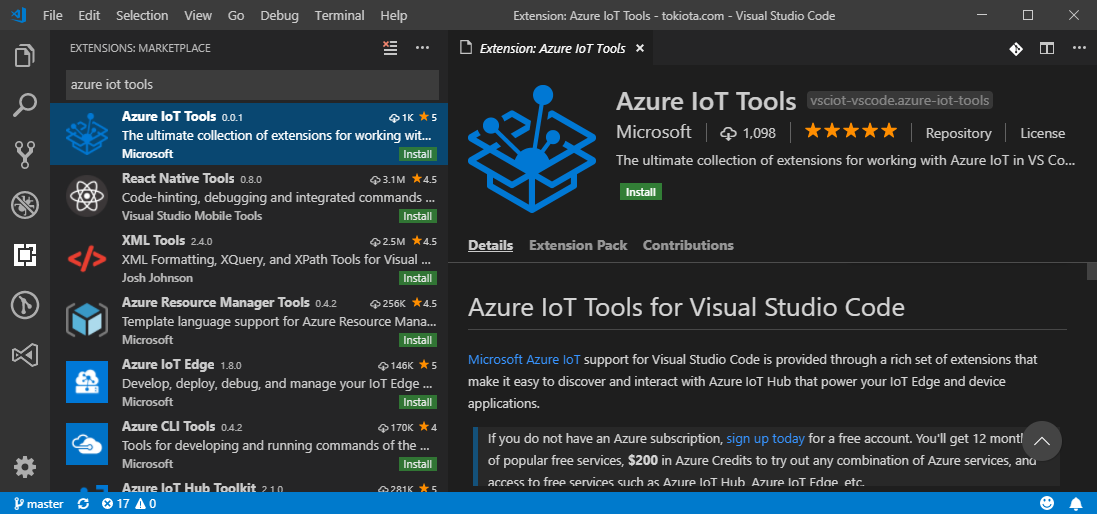 File Edit Selection View Go Debug Terminal Help Extension: Azure IoT Tools - tokiota.com - Visual Studio Code
EXTENSIONS: MARKETPLACE
azure iot tools
Azure IoT Tools 0.0.1 1K 5
The ultimate collection of extensions for working wit...
Microsoft Install
React Native Tools 0.8.0 3.1M 4.5
Code-hinting, debugging and integrated commands ...
Visual Studio Mobile Tools Install
XML Tools 2.4.0 2.5M 4.5
XML Formatting, XQuery, and XPath Tools for Visual ...
Josh Johnson Install
Azure Resource Manager Tools 0.4.2 256K 4.5
Template language support for Azure Resource Mana...
Microsoft Install
Azure IoT Edge 1.8.0 146K 5
Develop, deploy, debug, and manage your IoT Edge ...
Microsoft Install
Azure CLI Tools 0.4.2 170K 4
Tools for developing and running commands of the ...
Microsoft Install
Azure IoT Hub Toolkit 2.1.0 281K 5
Extension: Azure IoT Tools
Azure IoT Tools vsciot-vscode.azure-iot-tools
Microsoft 1,098 Repository License
The ultimate collection of extensions for working with Azure IoT in VS Co...
Install
Details Extension Pack Contributions
Azure IoT Tools for Visual Studio Code
Microsoft Azure IoT support for Visual Studio Code is provided through a rich set of extensions that
make it easy to discover and interact with Azure IoT Hub that power your IoT Edge and device
applications.
If you do not have an Azure subscription, sign up today for a free account. You'll get 12 month
of popular free services, $200 in Azure Credits to try out any combination of Azure services, and
access to free services such as Azure IoT Hub, Azure IoT Edge, etc.
master 17 0